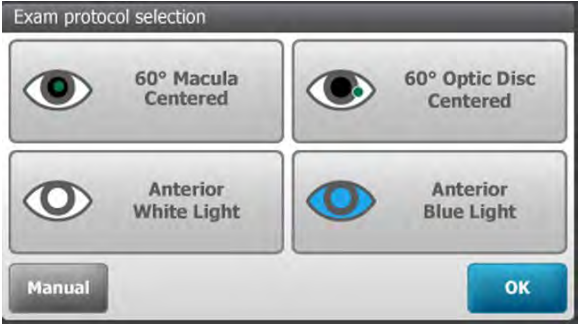 Exam protocol selection
60° Macula
Centered
60° Optic Disc
Centered
Anterior
White Light
Anterior
Blue Light
Manual
OK